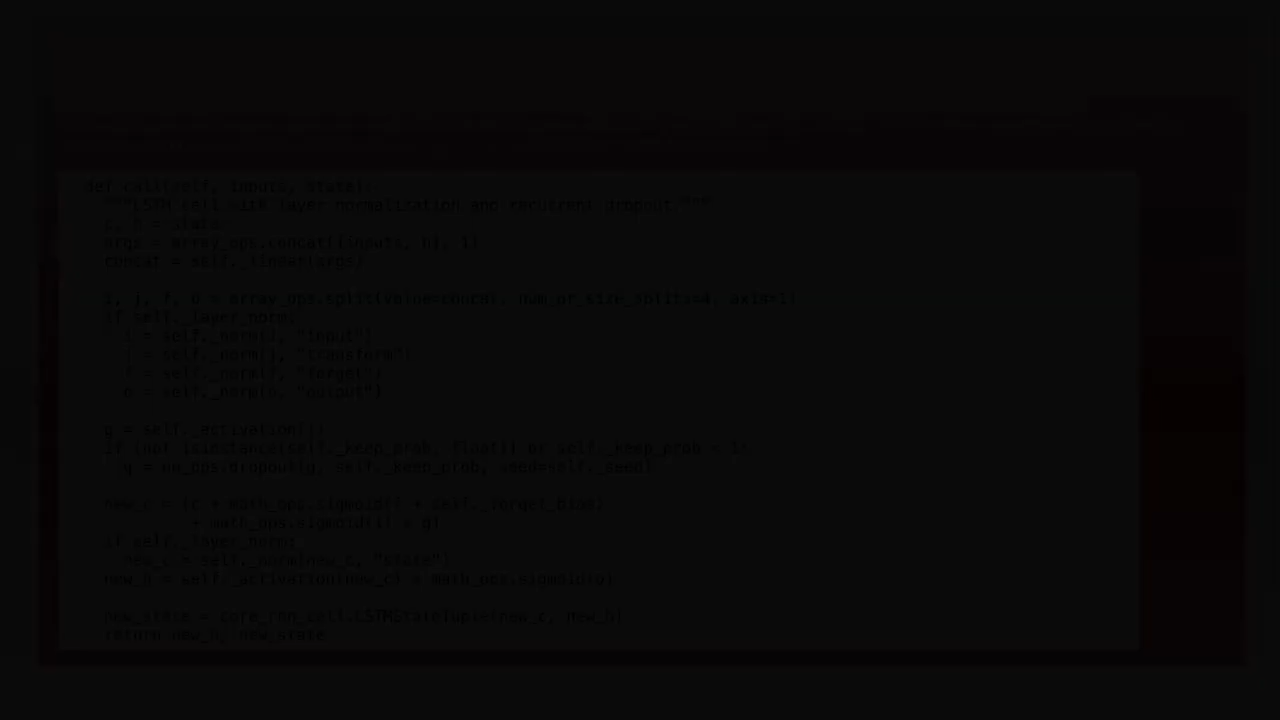 def call(self, inputs, state):
"""LSTM cell with layer normalization and recurrent dropout."""
c, h = state
args = array_ops.concat([inputs, h], 1)
concat = self._linear(args)
i, j, f, o = array_ops.split(value=concat, num_or_size_splits=4, axis=1)
if self._layer_norm:
i = self._norm(i, "input")
j = self._norm(j, "transform")
f = self._norm(f, "forget")
o = self._norm(o, "output")
g = self._activation(j)
if (not isinstance(self._keep_prob, float)) or self._keep_prob < 1:
g = nn_ops.dropout(g, self._keep_prob, seed=self._seed)
new_c = (c * math_ops.sigmoid(f + self._forget_bias)
+ math_ops.sigmoid(i) * g)
if self._layer_norm:
new_c = self._norm(new_c, "state")
new_h = self._activation(new_c) * math_ops.sigmoid(o)
new_state = core_rnn_cell.LSTMStateTuple(new_c, new_h)
return new_h, new_state